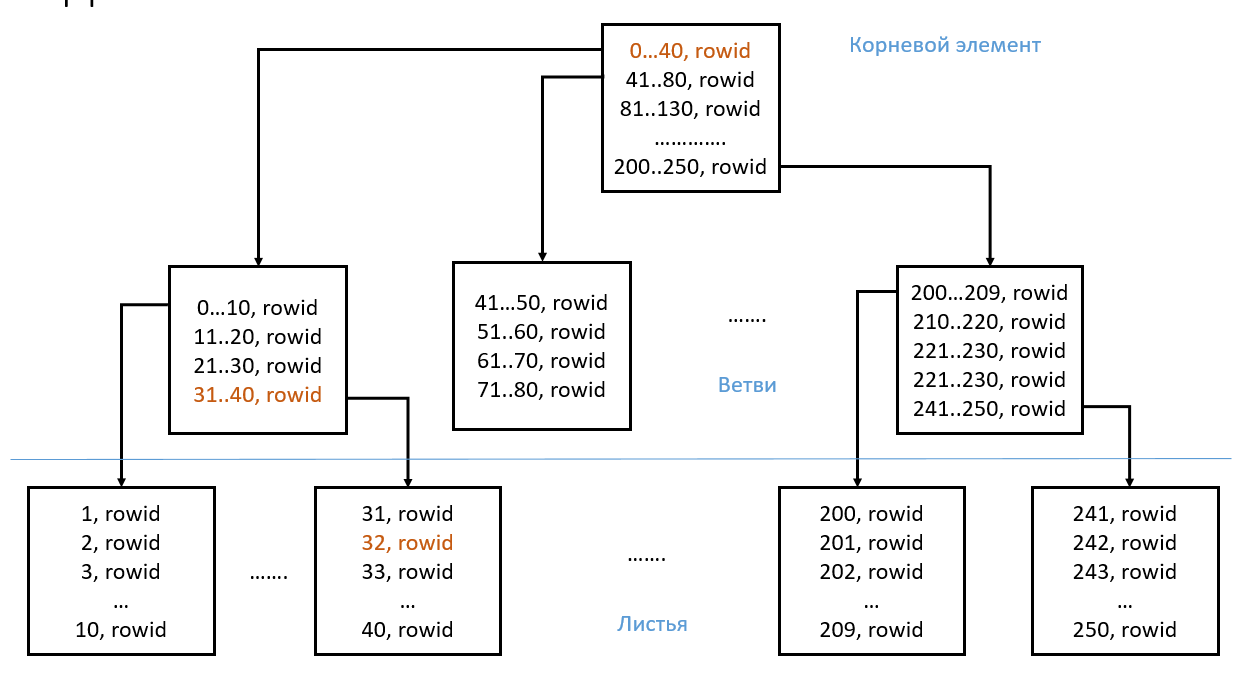 0...40, rowid
41..80, rowid
81..130, rowid
.............
200..250, rowid
Корневой элемент
0...10, rowid
11..20, rowid
21..30, rowid
31..40, rowid
41...50, rowid
51..60, rowid
61..70, rowid
71..80, rowid
.......
Ветви
200...209, rowid
210..220, rowid
221..230, rowid
221..230, rowid
241..250, rowid
1, rowid
2, rowid
3, rowid
...
10, rowid
.......
31, rowid
32, rowid
33, rowid
...
40, rowid
.......
Листья
200, rowid
201, rowid
202, rowid
...
209, rowid
241, rowid
242, rowid
243, rowid
...
250, rowid